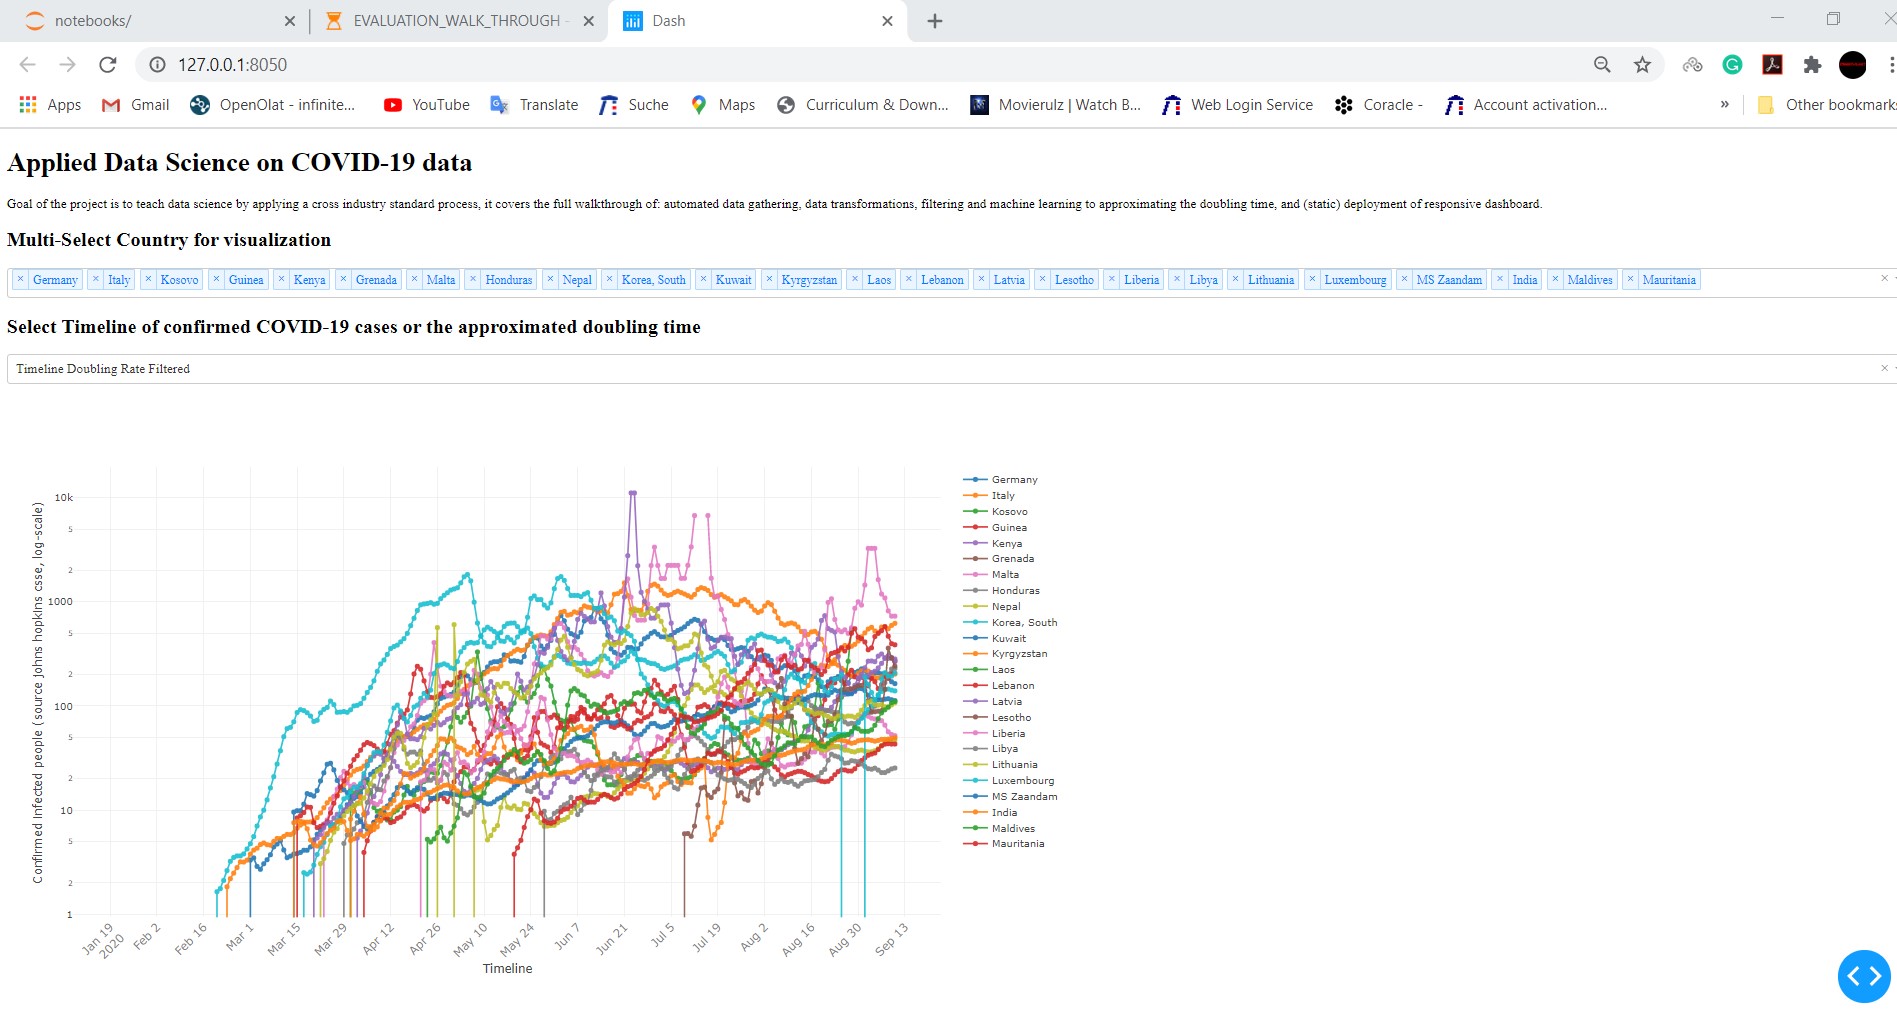 notebooks/
EVALUATION_WALK_THROUGH -
Dash
127.0.0.1:8050
Apps Gmail OpenOlat - infinite... YouTube Translate Suche Maps Curriculum & Down... Movierulz | Watch B... Web Login Service Coracle - Account activation... » Other bookmarks
Applied Data Science on COVID-19 data
Goal of the project is to teach data science by applying a cross industry standard process, it covers the full walkthrough of: automated data gathering, data transformations, filtering and machine learning to approximating the doubling time, and (static) deployment of responsive dashboard.
Multi-Select Country for visualization
× Germany × Italy × Kosovo × Guinea × Kenya × Grenada × Malta × Honduras × Nepal × Korea, South × Kuwait × Kyrgyzstan × Laos × Lebanon × Latvia × Lesotho × Liberia × Libya × Lithuania × Luxembourg × MS Zaandam × India × Maldives × Mauritania ×
Select Timeline of confirmed COVID-19 cases or the approximated doubling time
Timeline Doubling Rate Filtered ×
Confirmed infected people (source johns hopkins csse, log-scale)
10k
5
2
1000
5
2
100
5
2
10
5
2
1
Jan 19
2020
Feb 2
Feb 16
Mar 1
Mar 15
Mar 29
Apr 12
Apr 26
May 10
May 24
Jun 7
Jun 21
Jul 5
Jul 19
Aug 2
Aug 16
Aug 30
Sep 13
Timeline
Germany
Italy
Kosovo
Guinea
Kenya
Grenada
Malta
Honduras
Nepal
Korea, South
Kuwait
Kyrgyzstan
Laos
Lebanon
Latvia
Lesotho
Liberia
Libya
Lithuania
Luxembourg
MS Zaandam
India
Maldives
Mauritania